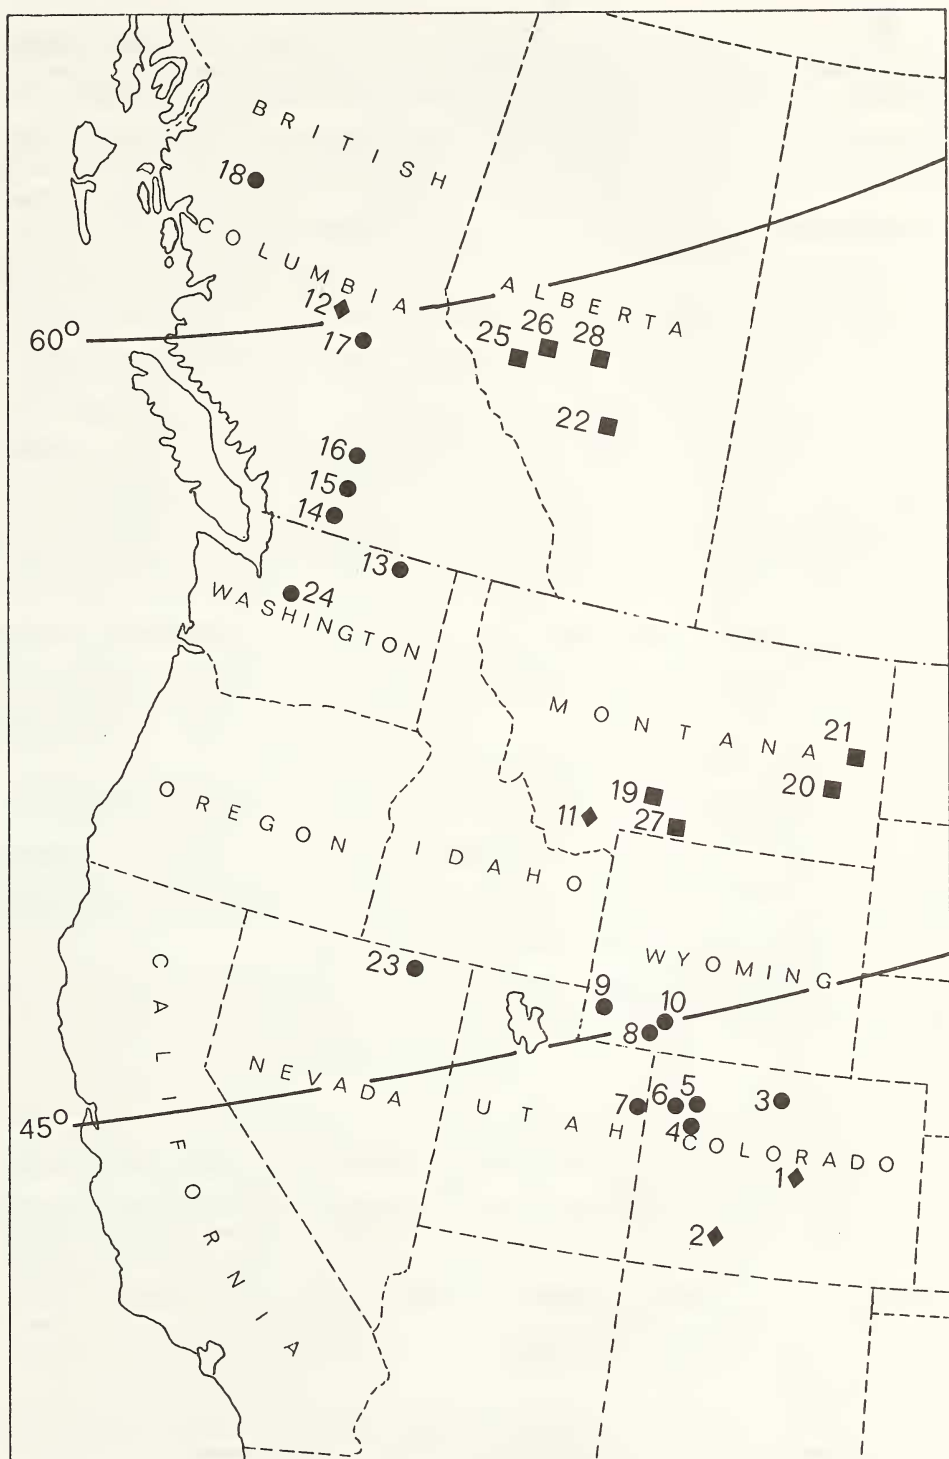 BRITISH
18
COLUMBIA
ALBERTA
12
60°
17
26
25
28
22
16
15
14
13
24
WASHINGTON
MONTANA
21
20
19
11
27
OREGON
IDAHO
WYOMING
CALIFORNIA
23
9
10
8
NEVADA
UTAH
7
6
5
3
4
45°
COLORADO
1
2